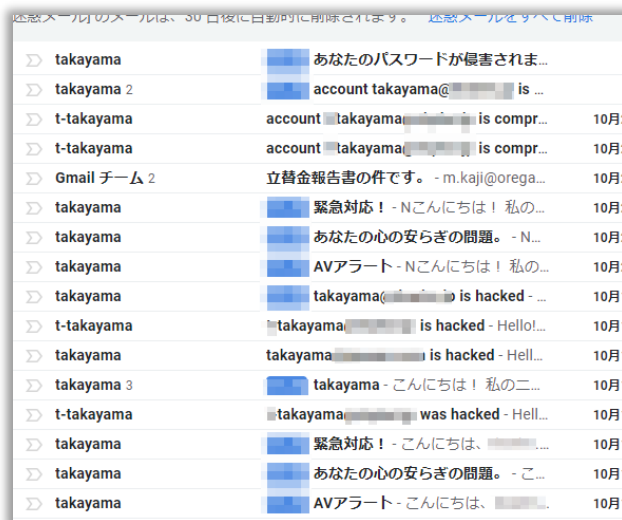 迷惑メール] のメールは、30 日後に自動的に削除されます。 迷惑メールをすべて削除
takayama あなたのパスワードが侵害されま...
takayama 2 account takayama@ is ...
t-takayama account takayama is compr... 10月
t-takayama account takayama is compr... 10月
Gmail チーム 2 立替金報告書の件です。 - m.kaji@orega... 10月
takayama 緊急対応！ - Nこんにちは！ 私の... 10月
takayama あなたの心の安らぎの問題。 - N... 10月
takayama AVアラート - Nこんにちは！ 私の... 10月
takayama takayama@ is hacked - ... 10月
t-takayama takayama is hacked - Hello!... 10月
takayama takayama is hacked - Hell... 10月
takayama 3 takayama - こんにちは！ 私のニ... 10月
t-takayama takayama was hacked - Hell... 10月
takayama 緊急対応！ - こんにちは、 ... 10月
takayama あなたの心の安らぎの問題。 - こ... 10月
takayama AVアラート - こんにちは、 ... 10月